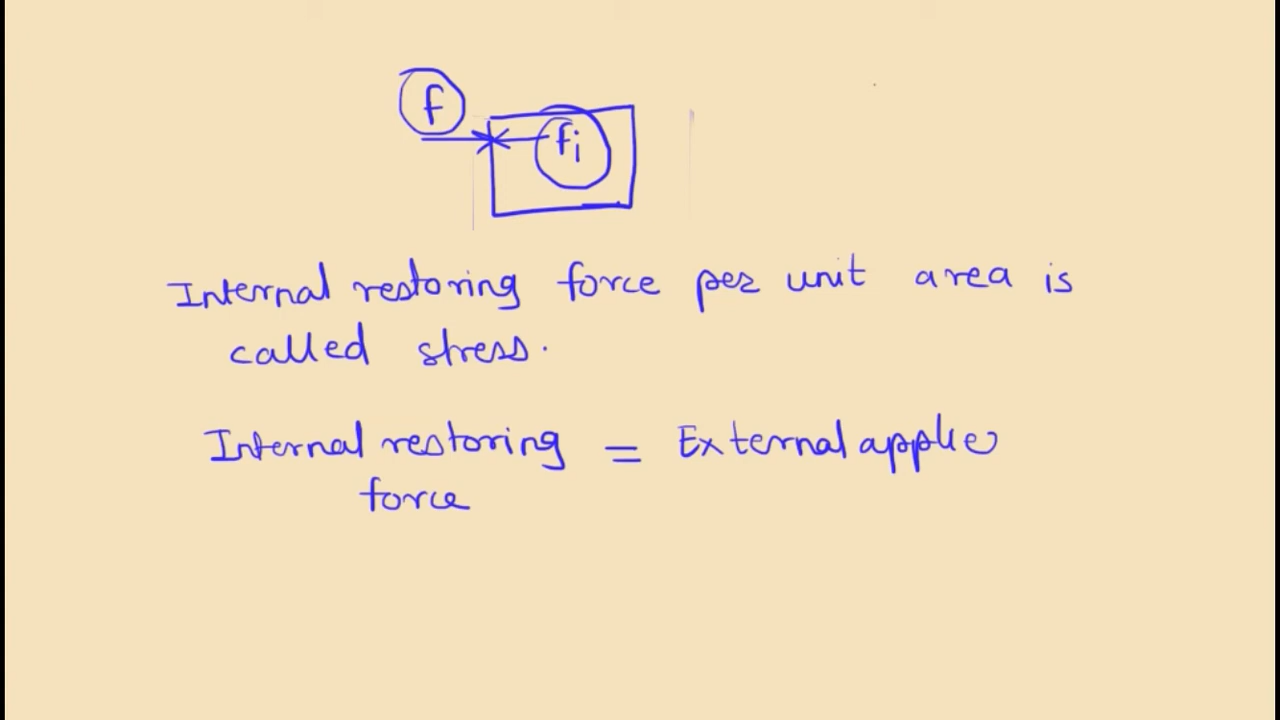 f
fi
Internal restoring force per unit area is
called stress.
Internal restoring = External applie
force